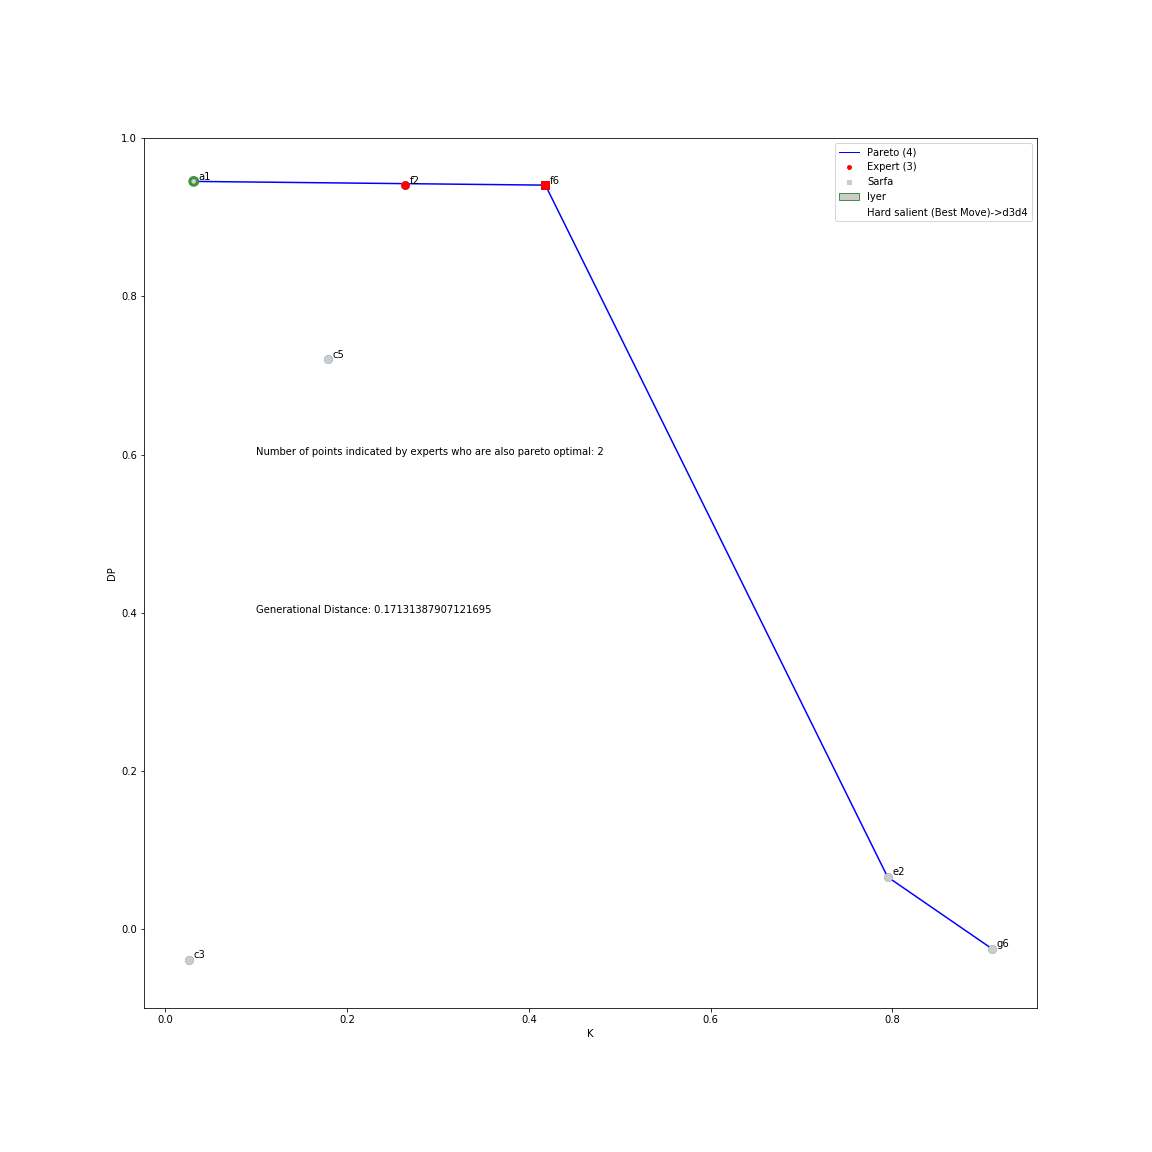 1.0
0.8
0.6
0.4
0.2
0.0
DP
0.0
0.2
0.4
0.6
0.8
K
Pareto (4)
Expert (3)
Sarfa
Iyer
Hard salient (Best Move)->d3d4
a1
f2
f6
c5
Number of points indicated by experts who are also pareto optimal: 2
Generational Distance: 0.17131387907121695
e2
g6
c3